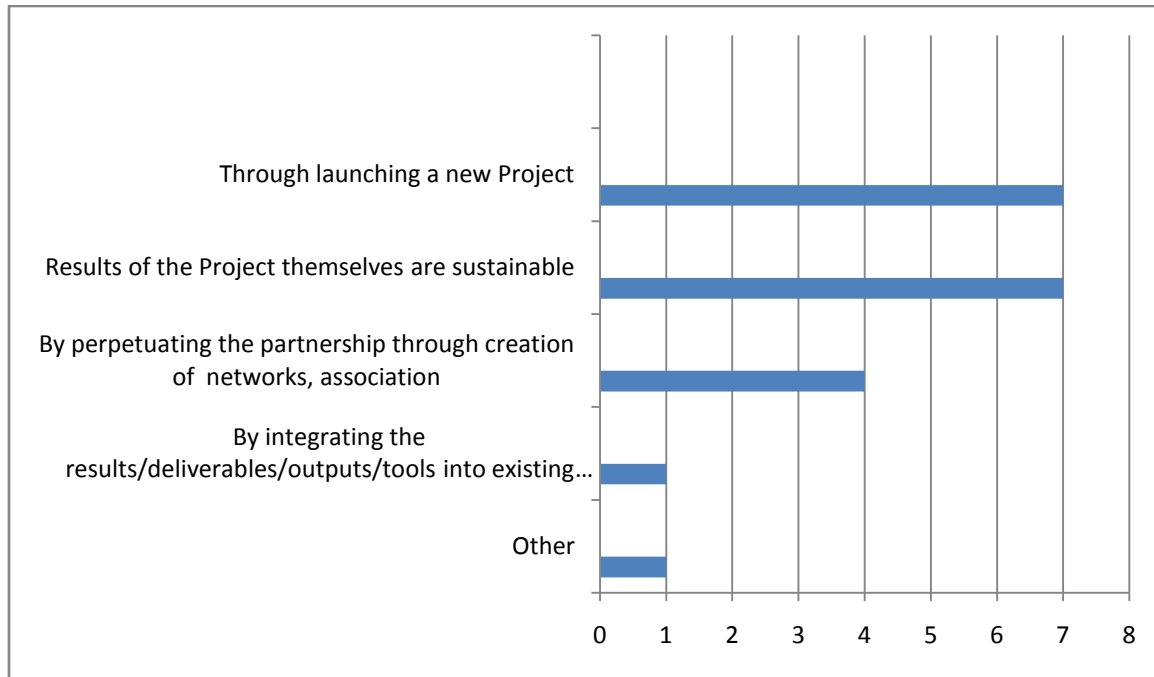 Through launching a new Project
Results of the Project themselves are sustainable
By perpetuating the partnership through creation
of networks, association
By integrating the
results/deliverables/outputs/tools into existing…
Other
0 1 2 3 4 5 6 7 8